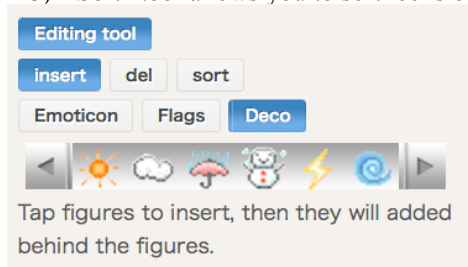 Editing tool
insert del sort
Emoticon Flags Deco
Tap figures to insert, then they will added
behind the figures.